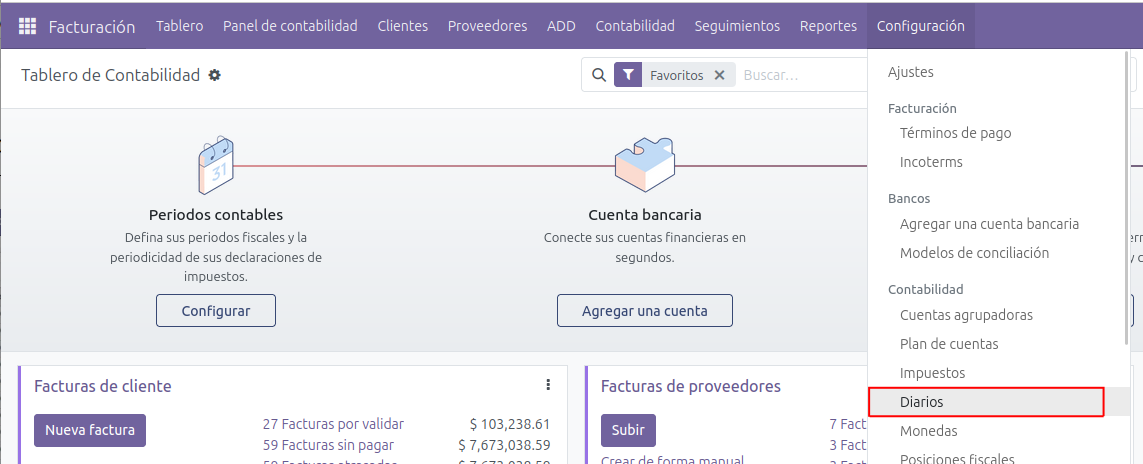 Facturación Tablero Panel de contabilidad Clientes Proveedores ADD Contabilidad Seguimientos Reportes Configuración
Tablero de Contabilidad
Favoritos
Buscar...
Ajustes
Facturación
Términos de pago
Incoterms
Bancos
Agregar una cuenta bancaria
Modelos de conciliación
Contabilidad
Cuentas agrupadoras
Plan de cuentas
Impuestos
Diarios
Monedas
Posiciones fiscales
31
Periodos contables
Defina sus periodos fiscales y la
periodicidad de sus declaraciones de
impuestos.
Configurar
Cuenta bancaria
Conecte sus cuentas financieras en
segundos.
Agregar una cuenta
Facturas de cliente
Nueva factura
27 Facturas por validar $ 103,238.61
59 Facturas sin pagar $ 7,673,038.59
Facturas de proveedores
Subir
Crear de forma manual
7 Fact
3 Fact